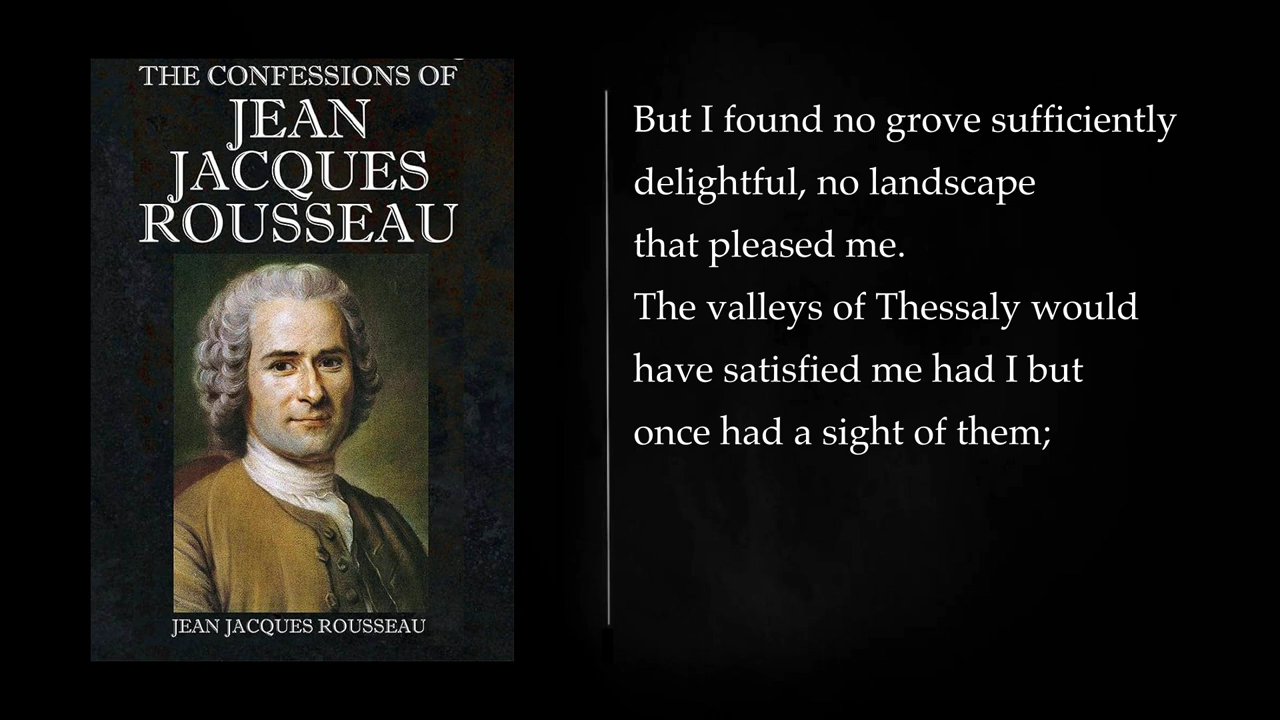 THE CONFESSIONS OF
JEAN
JACQUES
ROUSSEAU
JEAN JACQUES ROUSSEAU
But I found no grove sufficiently
delightful, no landscape
that pleased me.
The valleys of Thessaly would
have satisfied me had I but
once had a sight of them;